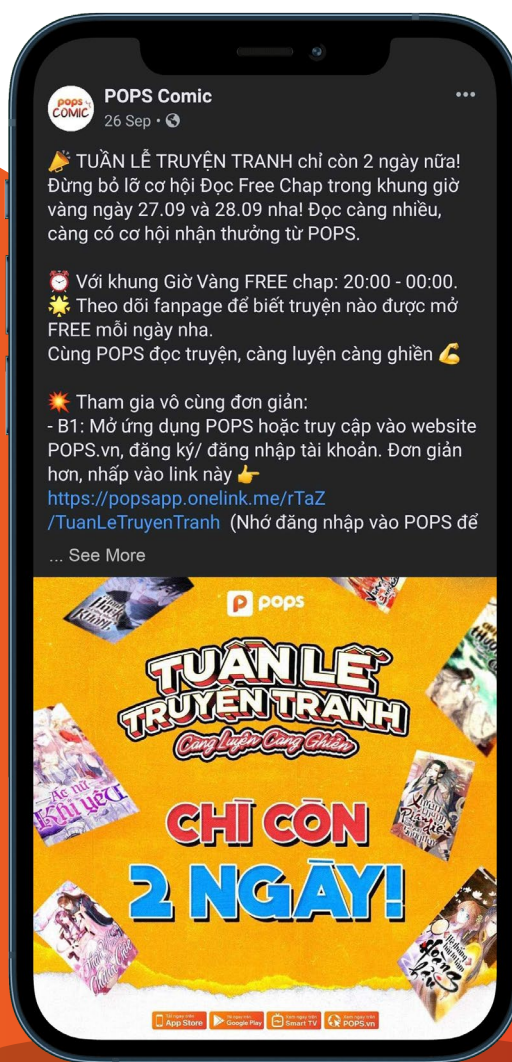 pops
COMIC
POPS Comic
26 Sep
TUẦN LỄ TRUYỆN TRANH chỉ còn 2 ngày nữa!
Đừng bỏ lỡ cơ hội Đọc Free Chap trong khung giờ
vàng ngày 27.09 và 28.09 nha! Đọc càng nhiều,
càng có cơ hội nhận thưởng từ POPS.
Với khung Giờ Vàng FREE chap: 20:00 - 00:00.
Theo dõi fanpage để biết truyện nào được mở
FREE mỗi ngày nha.
Cùng POPS đọc truyện, càng luyện càng ghiền
Tham gia vô cùng đơn giản:
- B1: Mở ứng dụng POPS hoặc truy cập vào website
POPS.vn, đăng ký/ đăng nhập tài khoản. Đơn giản
hơn, nhấp vào link này
https://popsapp.onelink.me/rTaZ
/TuanLeTruyenTranh (Nhớ đăng nhập vào POPS để
... See More
pops
TUẦN LỄ
TRUYỆN TRANH
Càng Luyện Càng Ghiền
Ác nữ
Khi yêu
CHỈ CÒN
2 NGÀY!
Hoàng
hậu
App Store
Google Play
Smart TV
POPS.vn